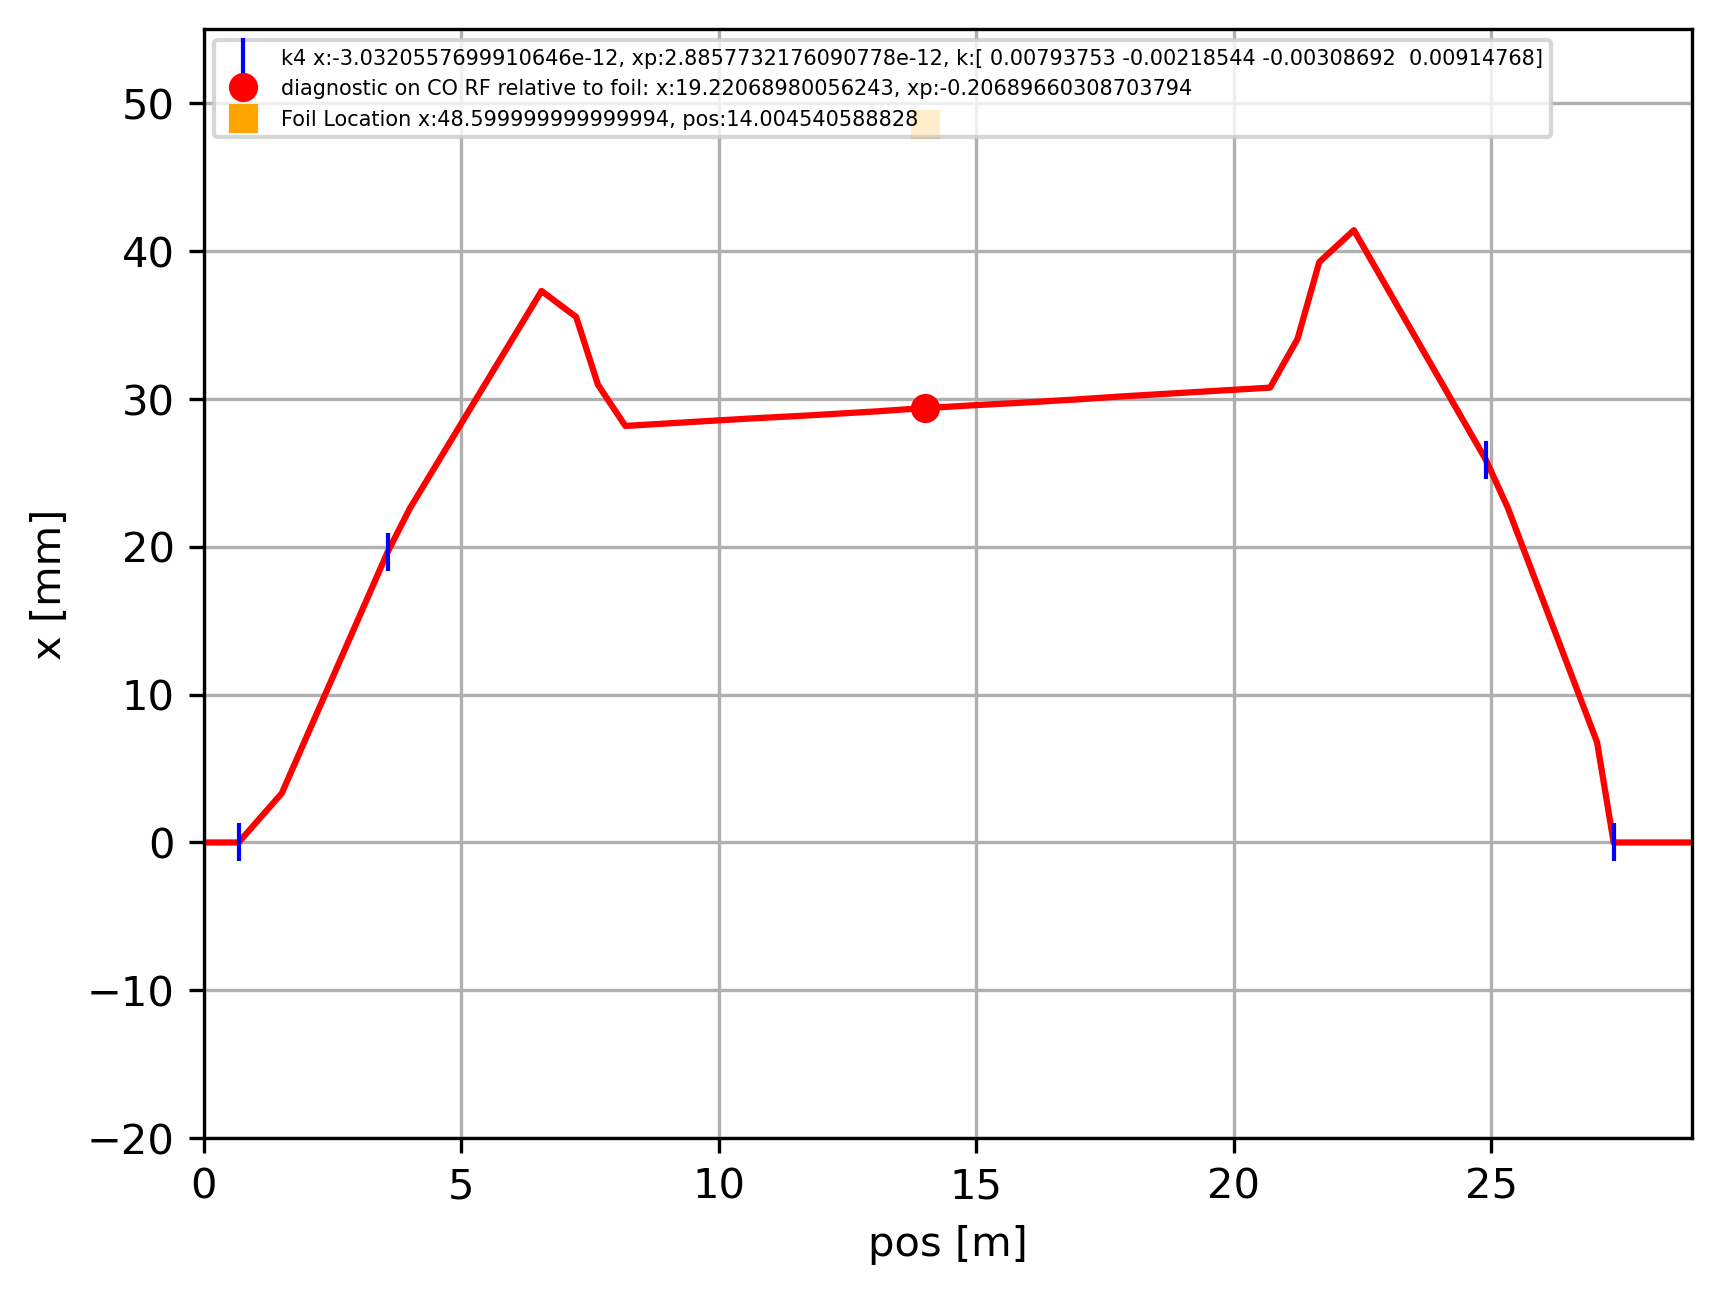 k4 x:-3.0320557699910646e-12, xp:2.8857732176090778e-12, k:[ 0.00793753 -0.00218544 -0.00308692  0.00914768]
diagnostic on CO RF relative to foil: x:19.22068980056243, xp:-0.20689660308703794
Foil Location x:48.599999999999994, pos:14.004540588828
50
40
30
20
10
0
−10
−20
x [mm]
0 5 10 15 20 25
pos [m]